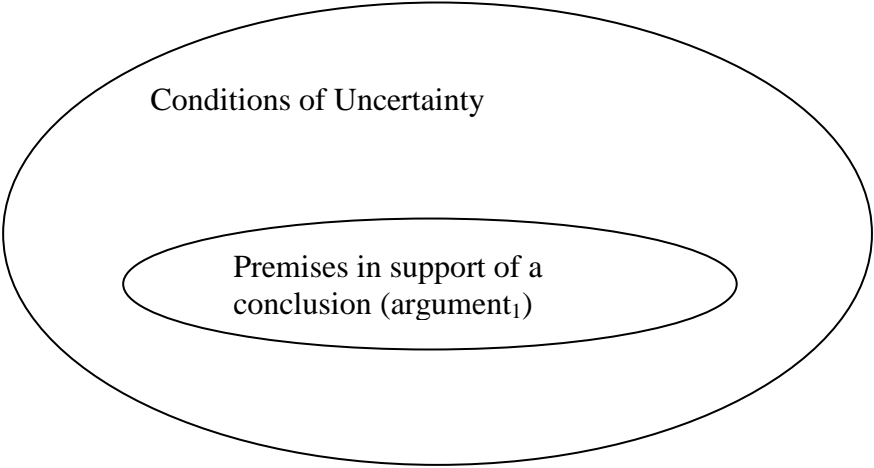 Conditions of Uncertainty
Premises in support of a
conclusion (argument₁)